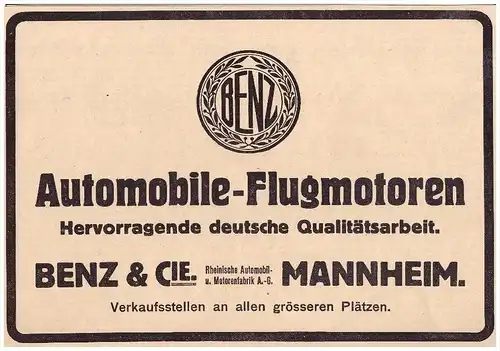 BENZ
Automobile-Flugmotoren
Hervorragende deutsche Qualitätsarbeit.
BENZ & CIE. Rheinische Automobil- u. Motorenfabrik A.-G. MANNHEIM.
Verkaufsstellen an allen grösseren Plätzen.